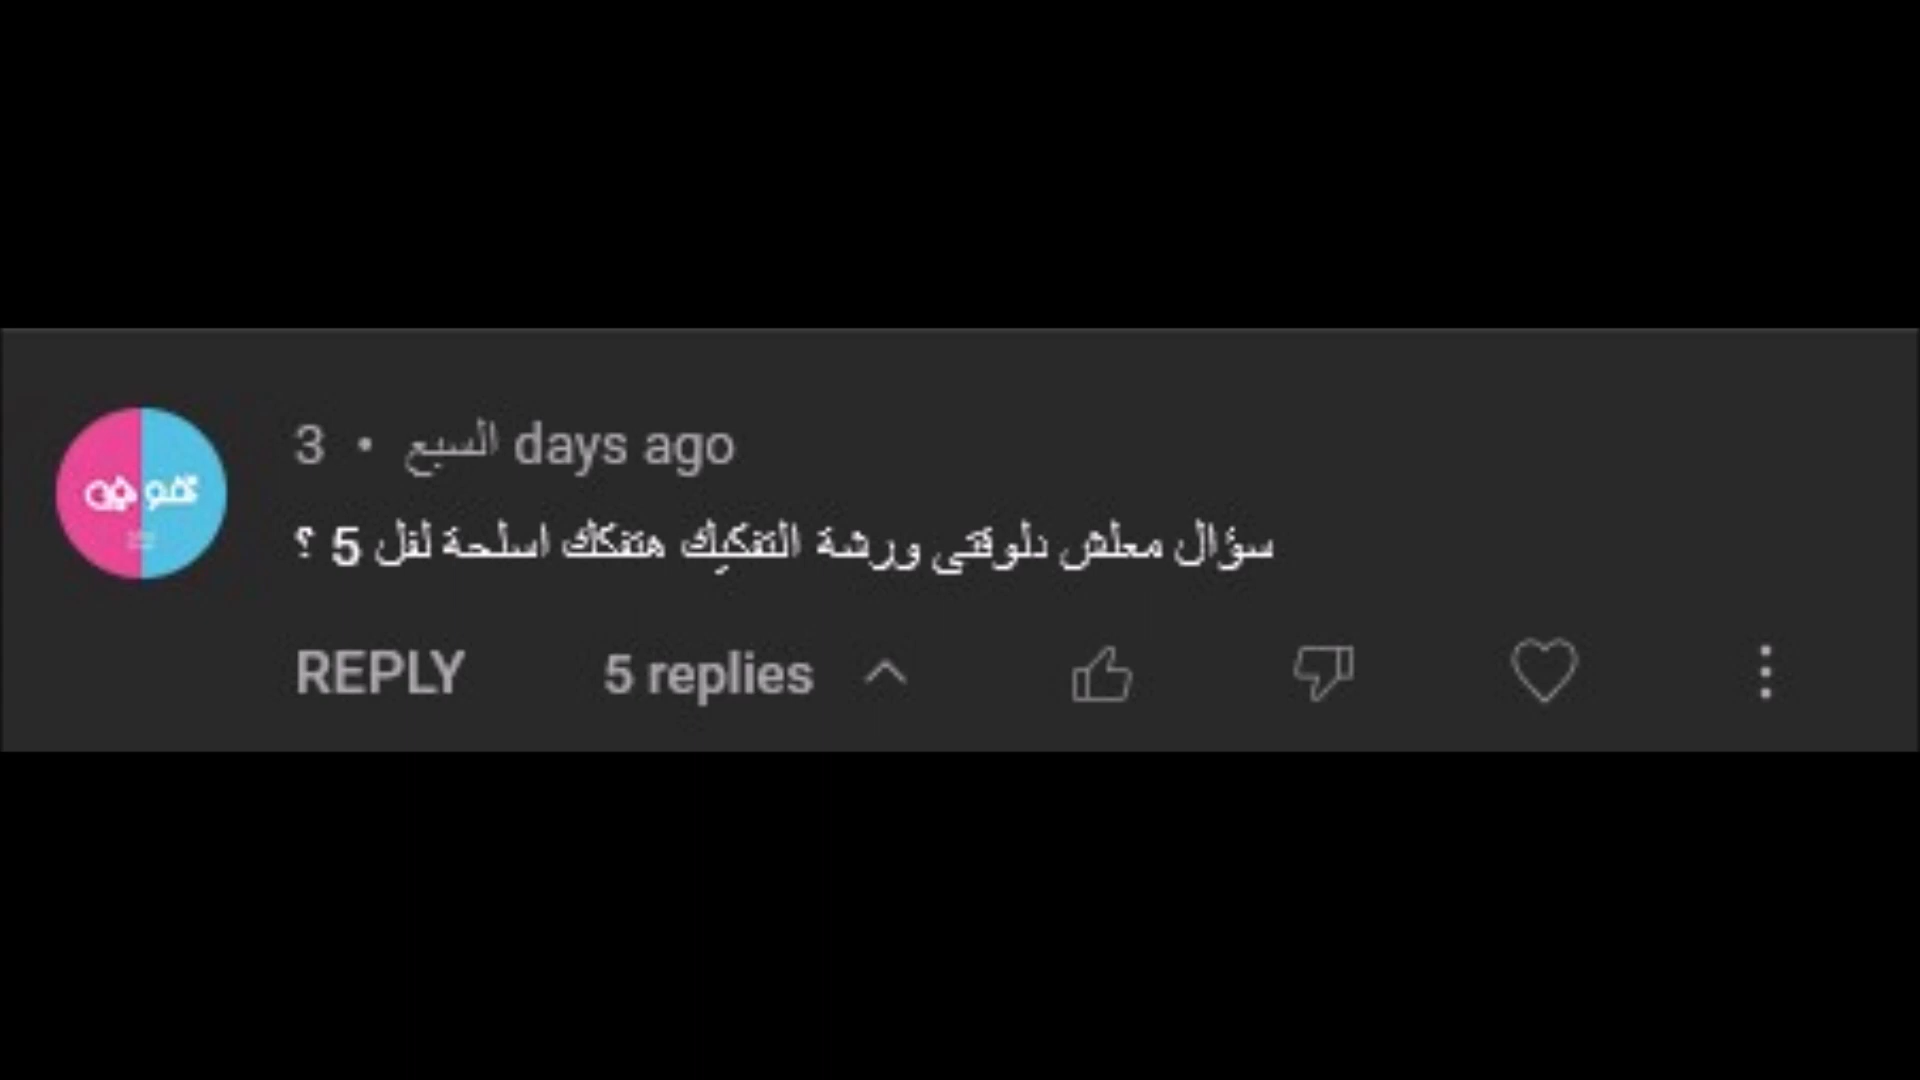 السبع • 3 days ago
سؤال معلش دلوقتى ورشة التفكيك هتفكك اسلحة لفل 5 ؟
REPLY 5 replies